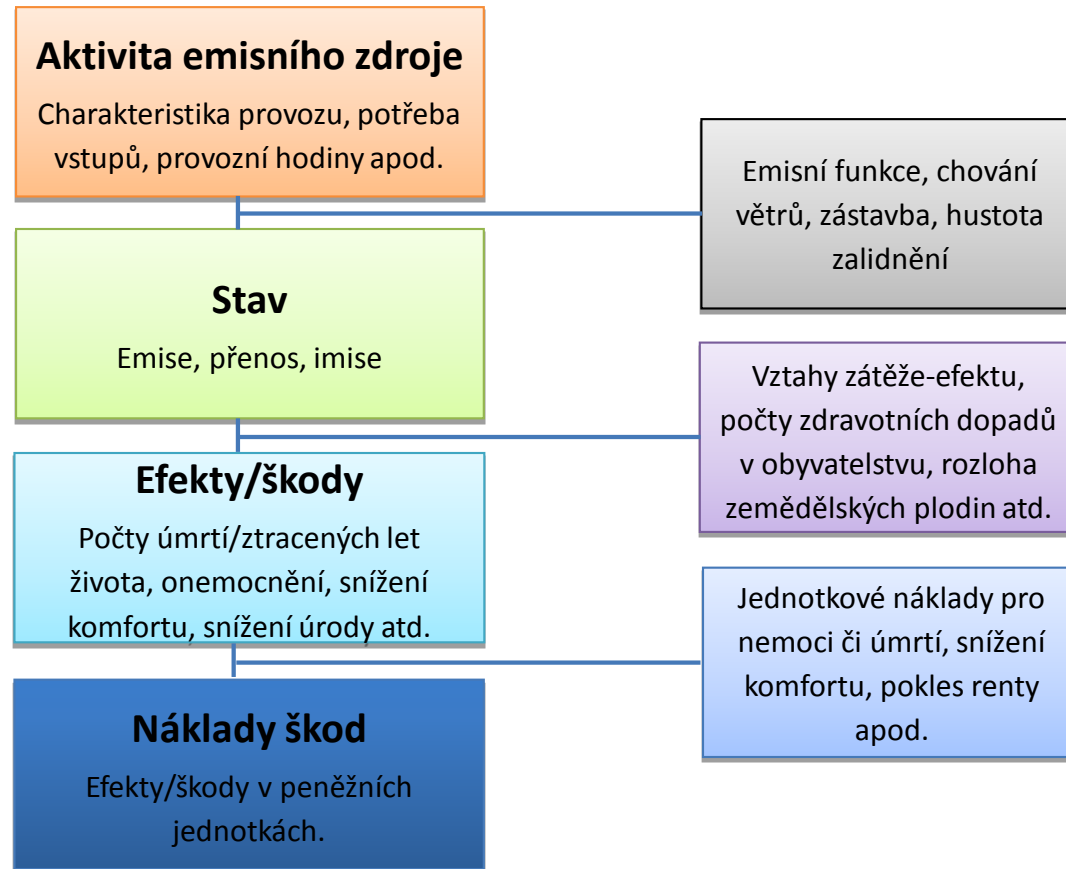 Aktivita emisního zdroje
Charakteristika provozu, potřeba
vstupů, provozní hodiny apod.
Emisní funkce, chování
větrů, zástavba, hustota
zalidnění
Stav
Emise, přenos, imise
Vztahy zátěže-efektu,
počty zdravotních dopadů
v obyvatelstvu, rozloha
zemědělských plodin atd.
Efekty/škody
Počty úmrtí/ztracených let
života, onemocnění, snížení
komfortu, snížení úrody atd.
Jednotkové náklady pro
nemoci či úmrtí, snížení
komfortu, pokles renty
apod.
Náklady škod
Efekty/škody v peněžních
jednotkách.